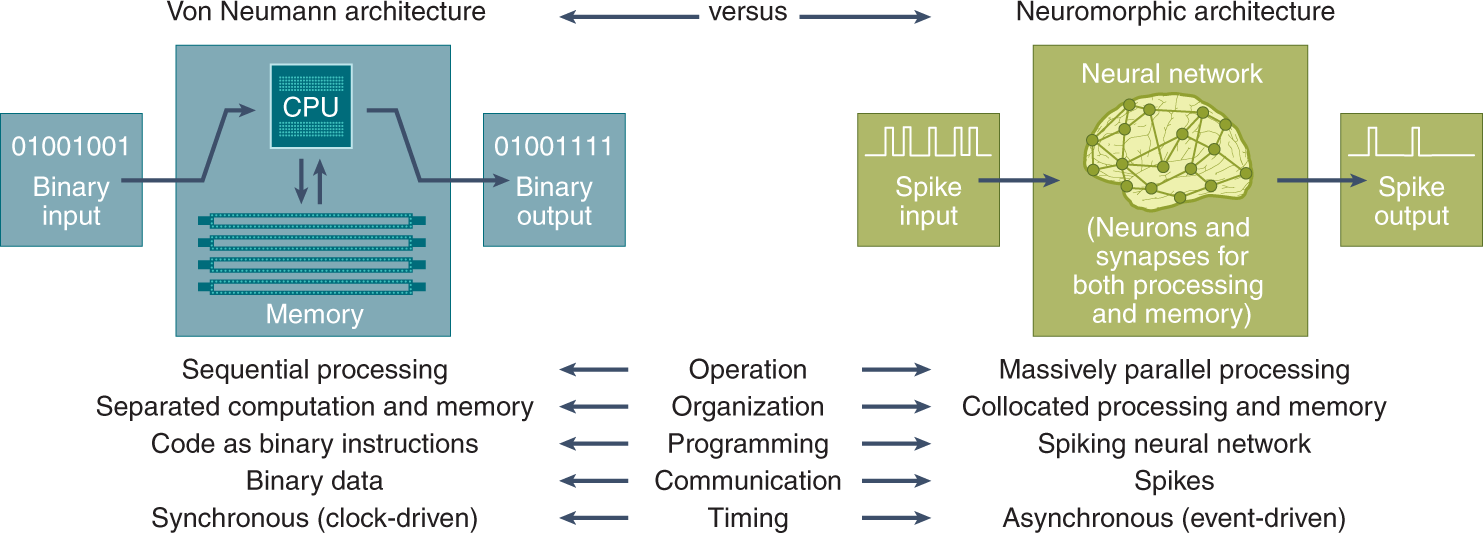 Von Neumann architecture versus Neuromorphic architecture
CPU
01001001
Binary
input
01001111
Binary
output
Memory
Neural network
Spike
input
(Neurons and
synapses for
both processing
and memory)
Spike
output
Sequential processing Operation Massively parallel processing
Separated computation and memory Organization Collocated processing and memory
Code as binary instructions Programming Spiking neural network
Binary data Communication Spikes
Synchronous (clock-driven) Timing Asynchronous (event-driven)